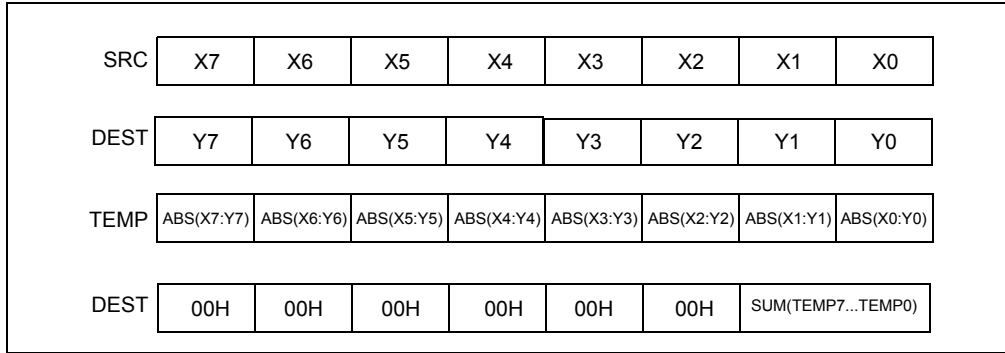 SRC X7 X6 X5 X4 X3 X2 X1 X0
DEST Y7 Y6 Y5 Y4 Y3 Y2 Y1 Y0
TEMP ABS(X7:Y7) ABS(X6:Y6) ABS(X5:Y5) ABS(X4:Y4) ABS(X3:Y3) ABS(X2:Y2) ABS(X1:Y1) ABS(X0:Y0)
DEST 00H 00H 00H 00H 00H 00H SUM(TEMP7...TEMP0)